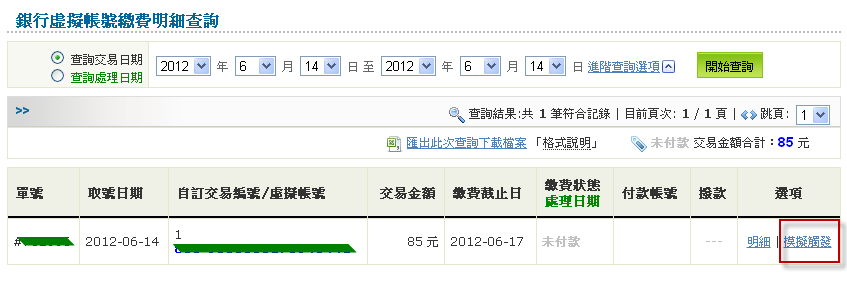 銀行虛擬帳號繳費明細查詢
查詢交易日期
查詢處理日期
2012 年 6 月 14 日 至 2012 年 6 月 14 日 進階查詢選項 開始查詢
>> 查詢結果:共 1 筆符合記錄 | 目前頁次: 1 / 1 頁 | 跳頁: 1
匯出此次查詢下載檔案 「格式說明」 未付款 交易金額合計：85 元
單號 取號日期 自訂交易編號/虛擬帳號 交易金額 繳費截止日 繳費狀態 付款帳號 撥款 選項
處理日期
# 2012-06-14 1 85 元 2012-06-17 未付款 --- 明細 | 模擬觸發